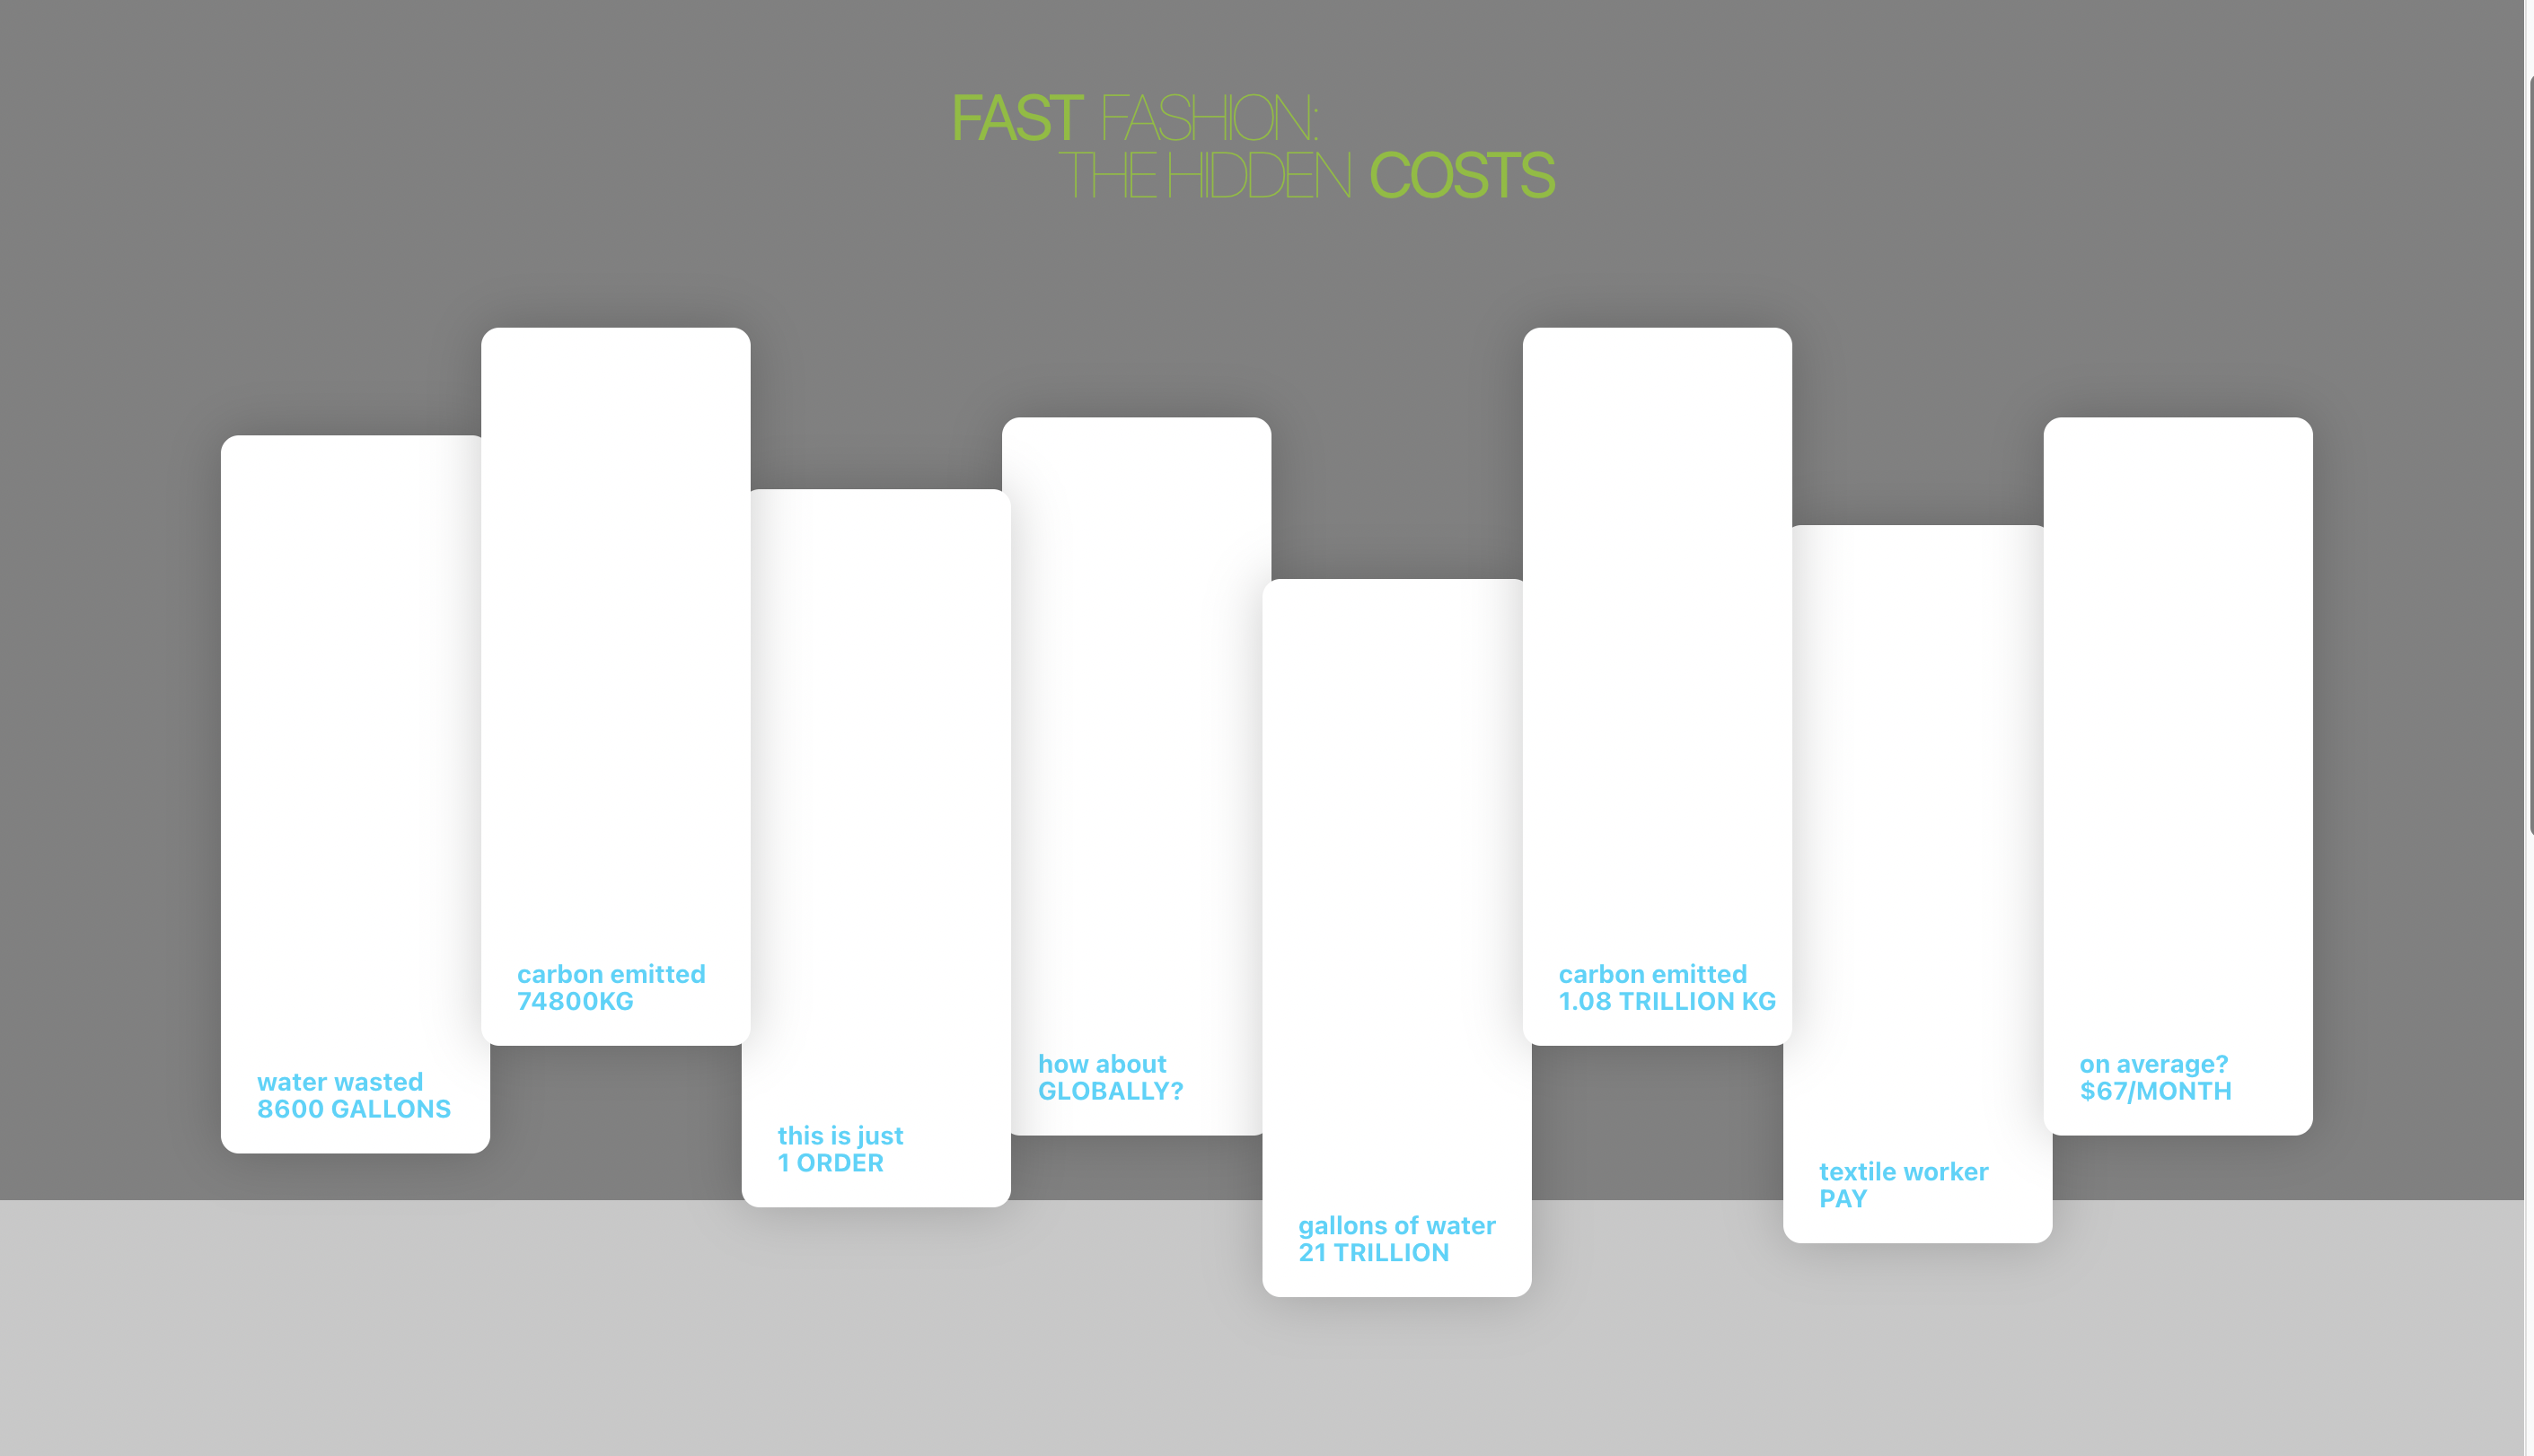 FAST FASHION:
THE HIDDEN COSTS
water wasted
8600 GALLONS
carbon emitted
74800KG
this is just
1 ORDER
how about
GLOBALLY?
gallons of water
21 TRILLION
carbon emitted
1.08 TRILLION KG
textile worker
PAY
on average?
$67/MONTH